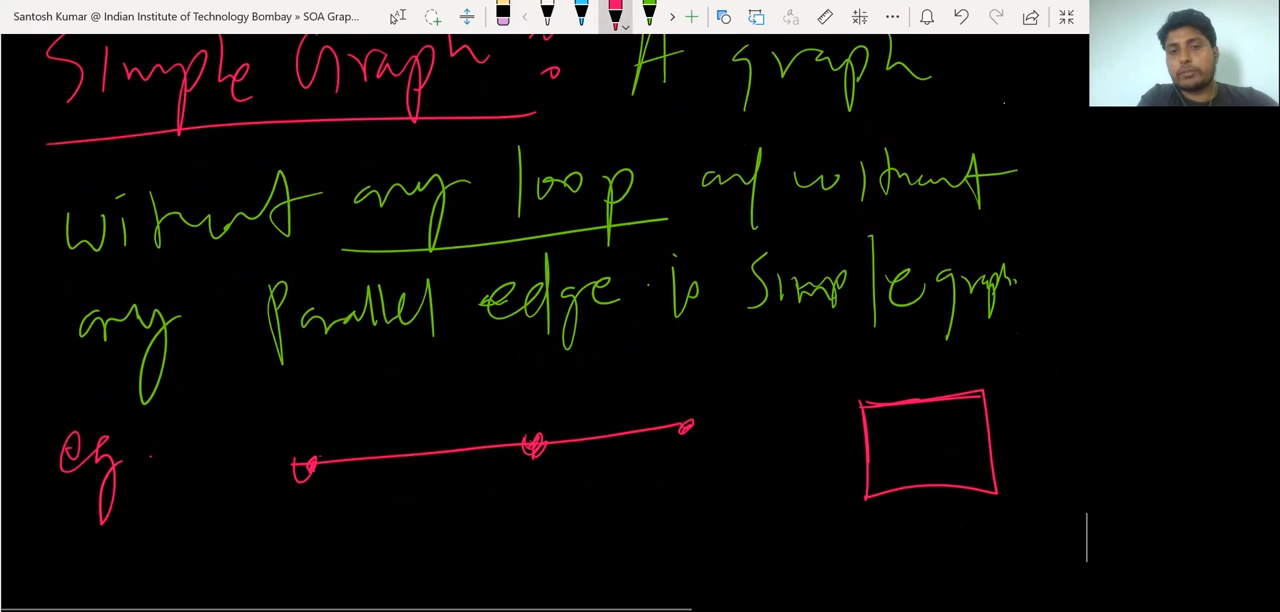 Santosh Kumar @ Indian Institute of Technology Bombay » SOA Grap...
Simple Graph : A graph
without any loop and without
any parallel edge is Simple graph.
eg.